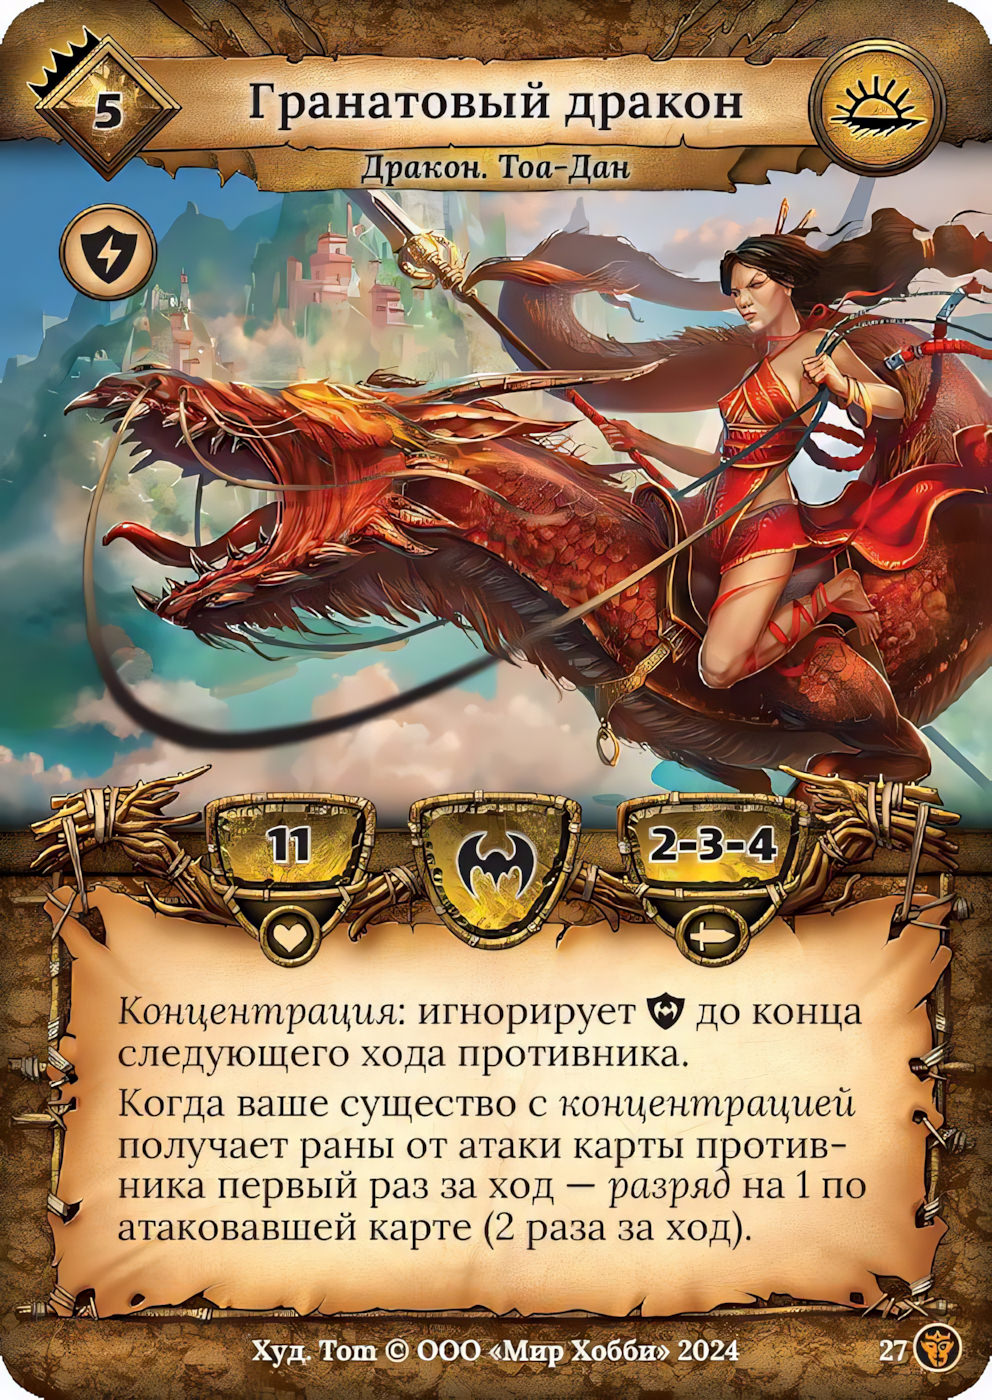 5
Гранатовый дракон
Дракон. Тоа-Дан
11
2-3-4
Концентрация: игнорирует до конца
следующего хода противника.
Когда ваше существо с концентрацией
получает раны от атаки карты против-
ника первый раз за ход — разряд на 1 по
атаковавшей карте (2 раза за ход).
Худ. Tom © ООО «Мир Хобби» 2024
27